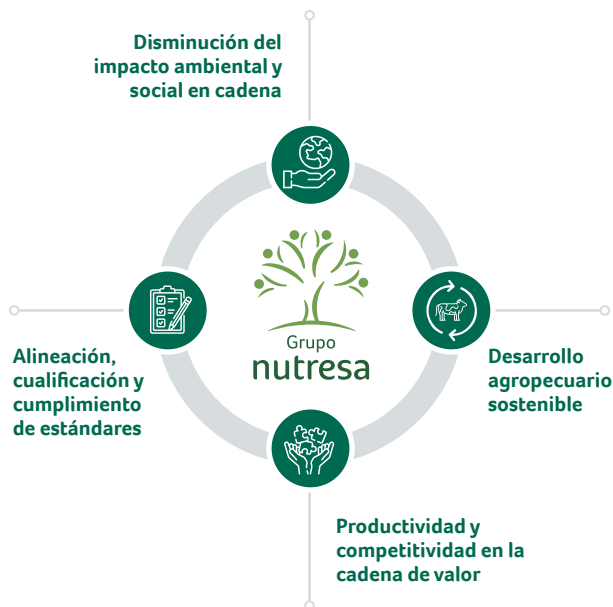 Disminución del
impacto ambiental y
social en cadena
Grupo
nutresa
Alineación,
cualificación y
cumplimiento
de estándares
Desarrollo
agropecuario
sostenible
Productividad y
competitividad en la
cadena de valor